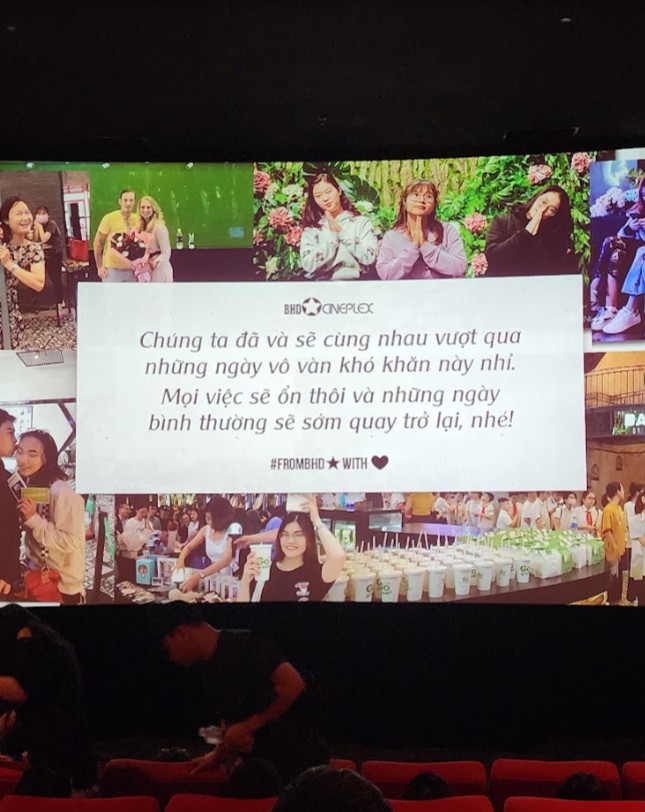 BHD CINEPLEX
Chúng ta đã và sẽ cùng nhau vượt qua
những ngày vô vàn khó khăn này nhỉ.
Mọi việc sẽ ổn thôi và những ngày
bình thường sẽ sớm quay trở lại, nhé!
#FROMBHD★WITH♥